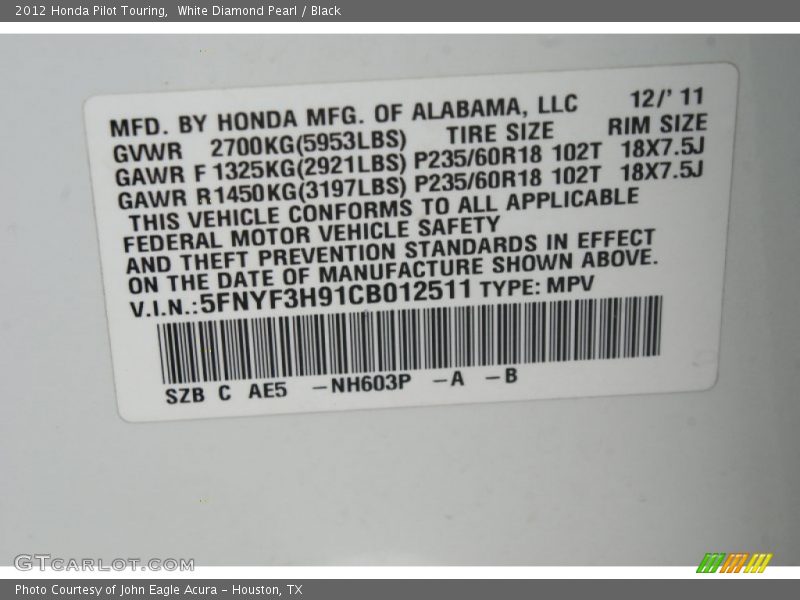 2012 Honda Pilot Touring,  White Diamond Pearl / Black
MFD. BY HONDA MFG. OF ALABAMA, LLC 12/' 11
GVWR 2700KG(5953LBS) TIRE SIZE RIM SIZE
GAWR F 1325KG(2921LBS) P235/60R18 102T 18X7.5J
GAWR R1450KG(3197LBS) P235/60R18 102T 18X7.5J
THIS VEHICLE CONFORMS TO ALL APPLICABLE
FEDERAL MOTOR VEHICLE SAFETY
AND THEFT PREVENTION STANDARDS IN EFFECT
ON THE DATE OF MANUFACTURE SHOWN ABOVE.
V.I.N.:5FNYF3H91CB012511 TYPE: MPV
SZB C AE5 –NH603P –A –B
GTCARLOT.COM
Photo Courtesy of John Eagle Acura – Houston, TX